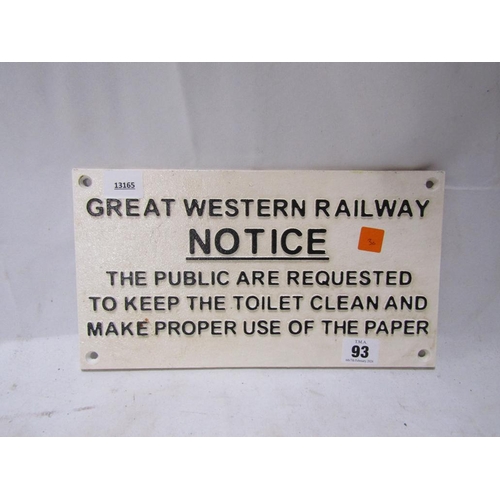 13165
GREAT WESTERN RAILWAY
NOTICE
THE PUBLIC ARE REQUESTED
TO KEEP THE TOILET CLEAN AND
MAKE PROPER USE OF THE PAPER
T.M.A.
93